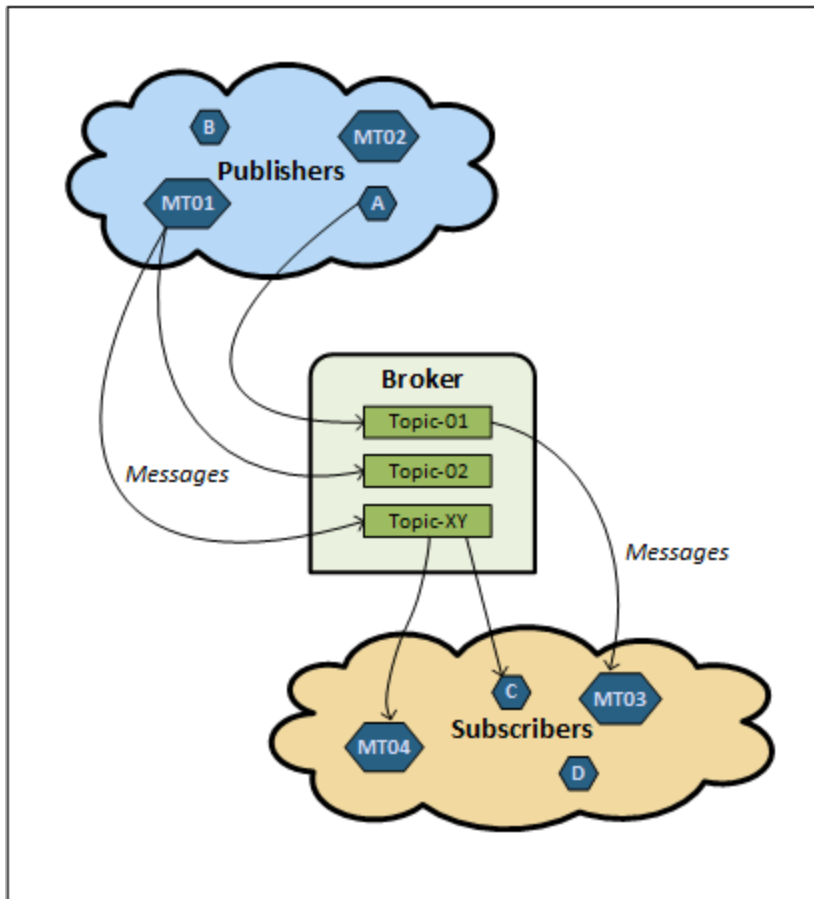 B
MT02
Publishers
MT01
A
Broker
Topic-01
Topic-02
Messages
Topic-XY
Messages
C
MT03
Subscribers
MT04
D